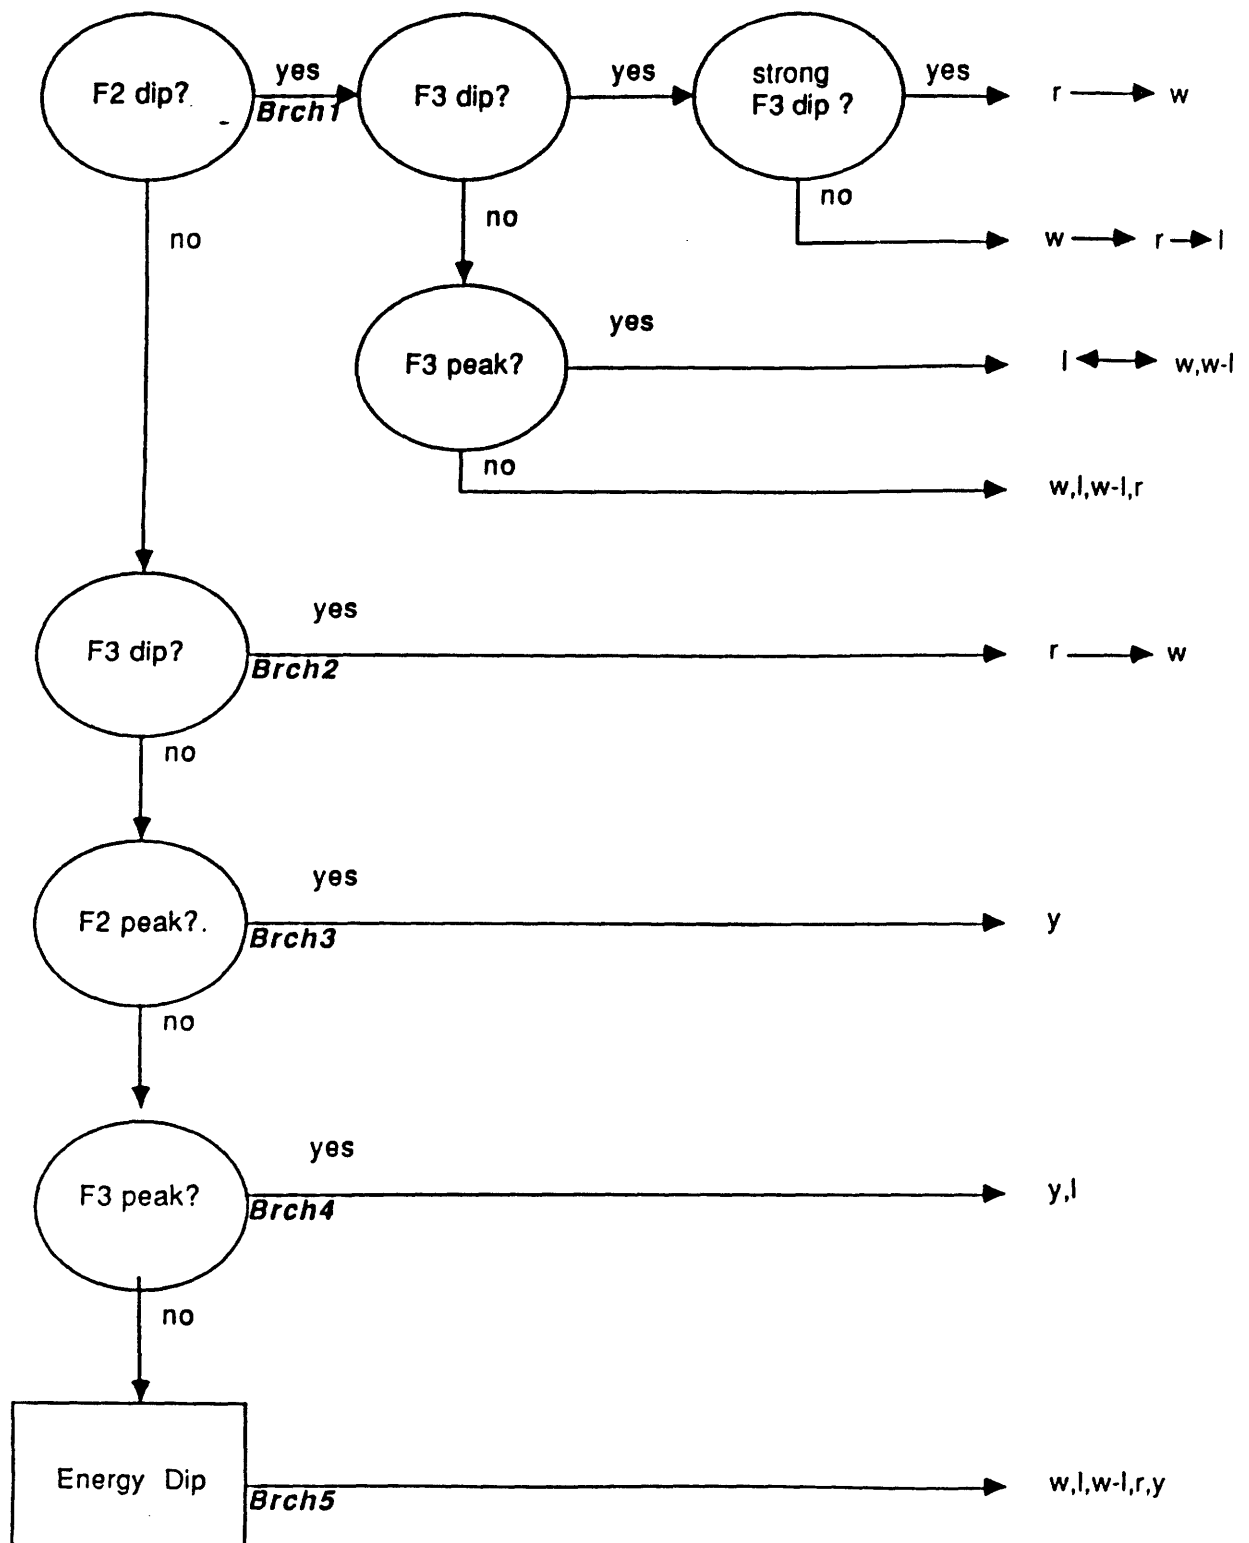 F2 dip?
yes
Brch1
F3 dip?
yes
strong
F3 dip ?
yes
r w
no
no
no
w r l
F3 peak?
yes
l w,w-l
no
w,l,w-l,r
F3 dip?
yes
Brch2
r w
no
F2 peak?.
yes
Brch3
y
no
F3 peak?
yes
Brch4
y,l
no
Energy Dip
Brch5
w,l,w-l,r,y